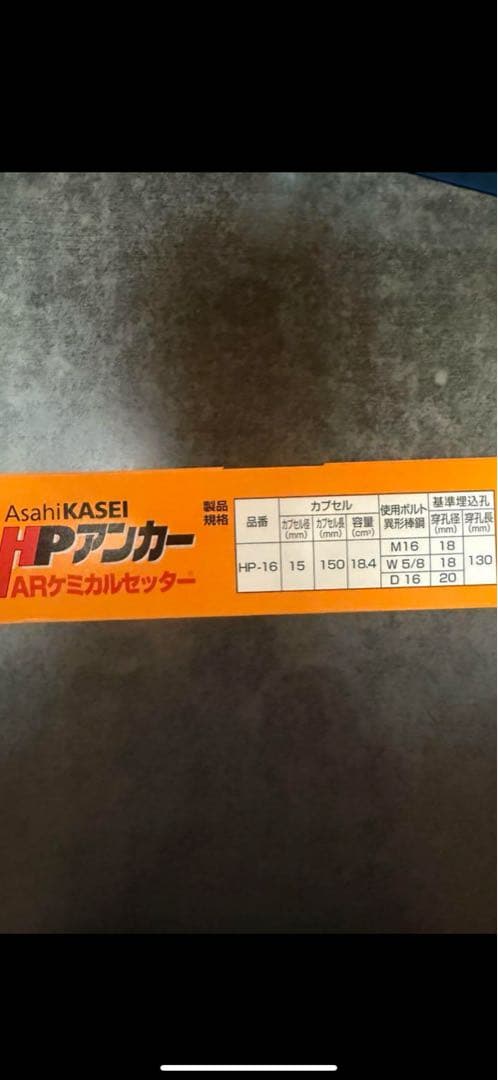 AsahiKASEI
HPアンカー
ARケミカルセッター
製品
規格
品番
カプセル
カプセル径
(mm)
カプセル長
(mm)
容量
(cm³)
使用ボルト
異形棒鋼
基準埋込孔
穿孔径
(mm)
穿孔長
(mm)
HP-16
15
150
18.4
M16
18
W 5/8
18
D 16
20
130